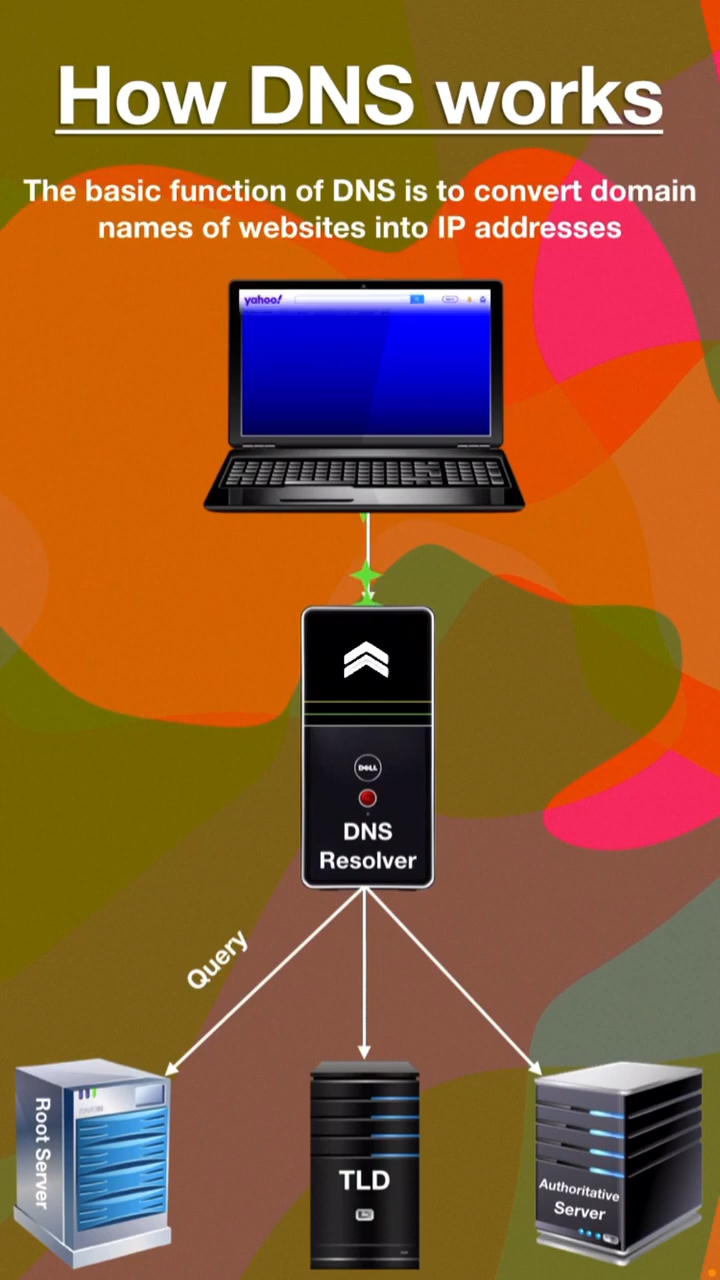 How DNS works
The basic function of DNS is to convert domain
names of websites into IP addresses
yahoo!
DELL
DNS
Resolver
Query
Root Server
TLD
Authoritative
Server